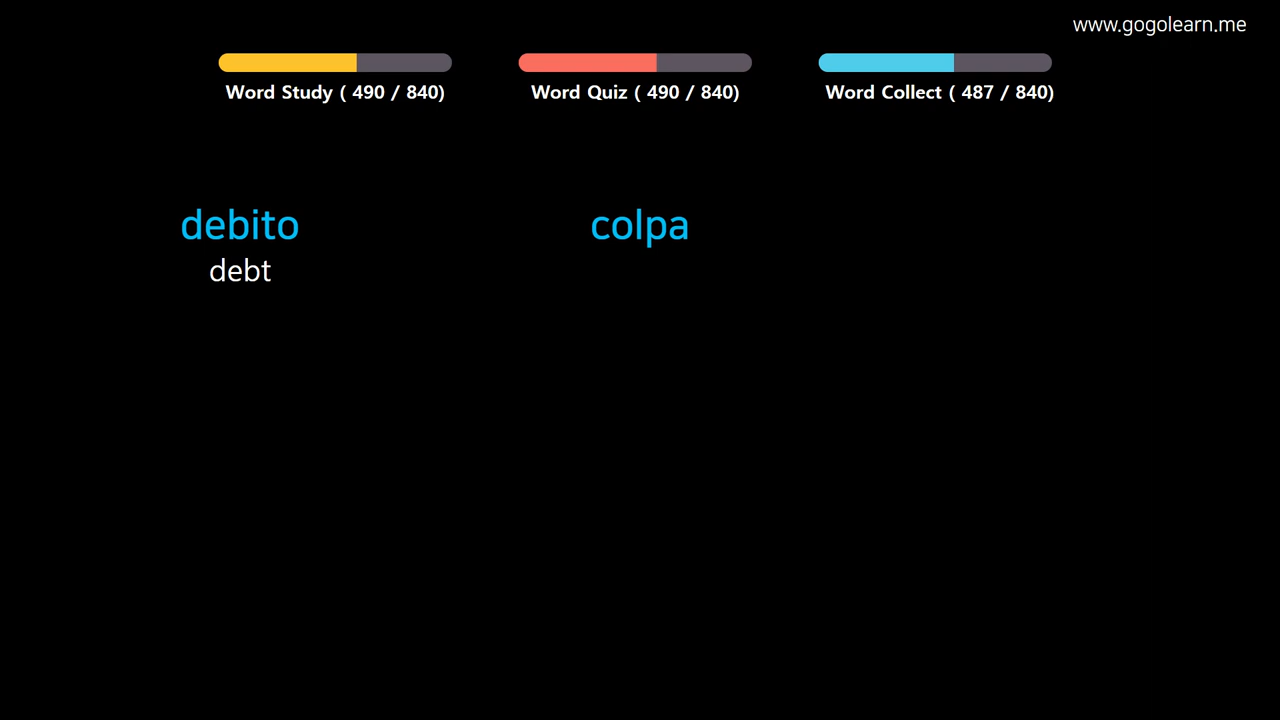 www.gogolearn.me
Word Study ( 490 / 840)
Word Quiz ( 490 / 840)
Word Collect ( 487 / 840)
debito
colpa
debt